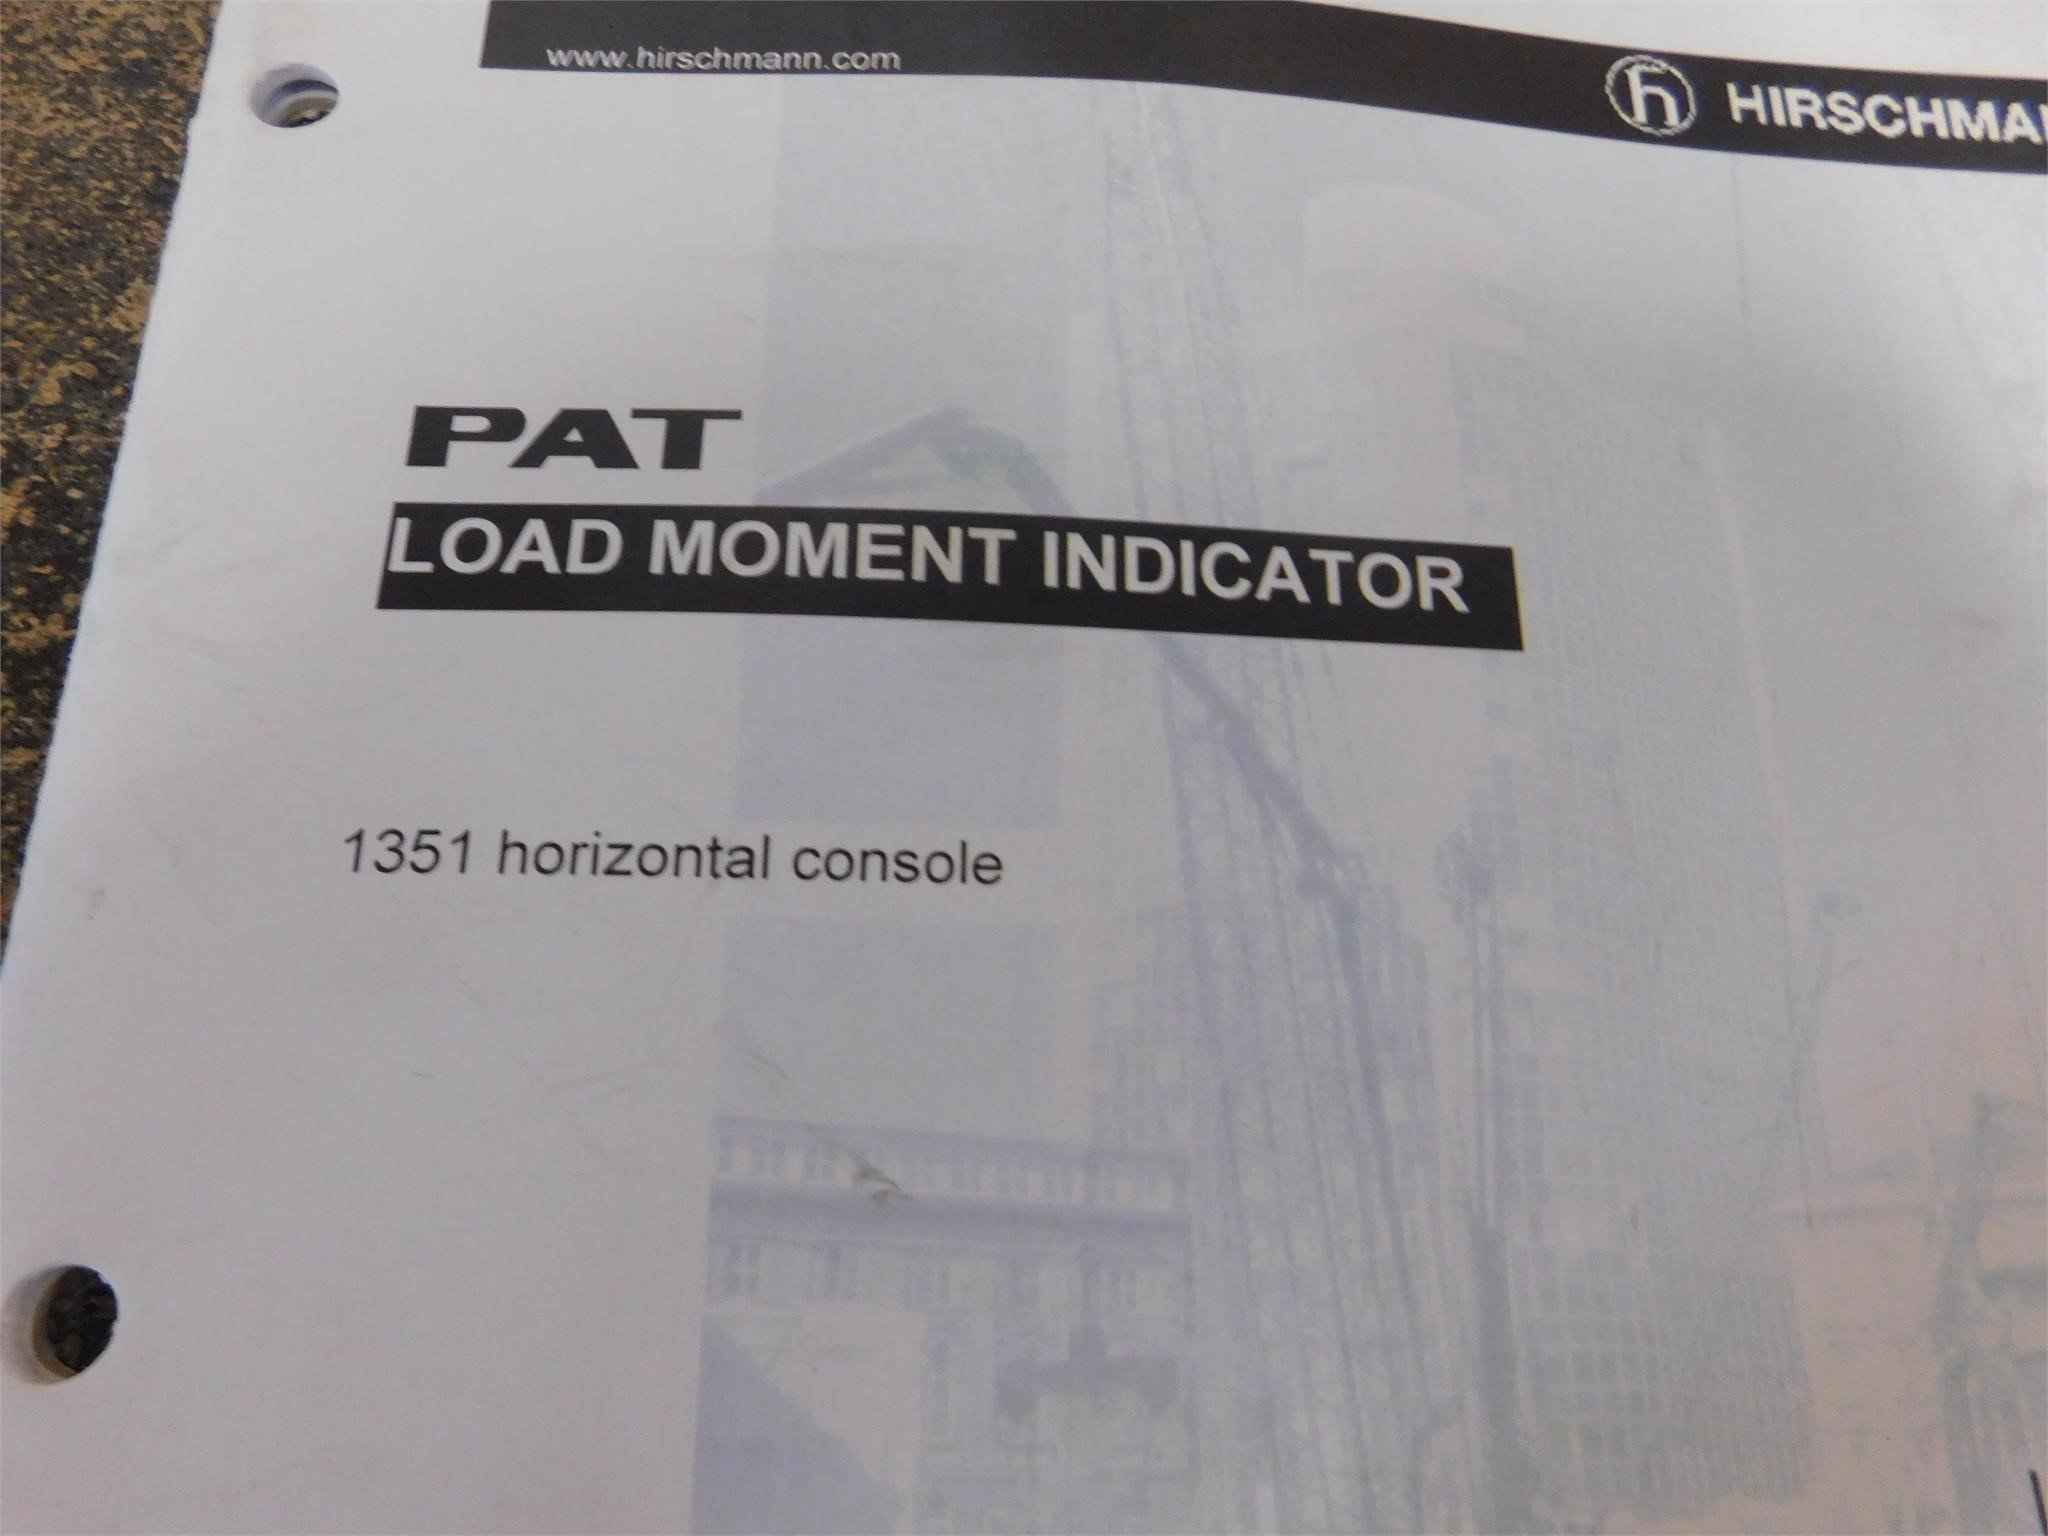 www.hirschmann.com
HIRSCHMA
PAT
LOAD MOMENT INDICATOR
1351 horizontal console